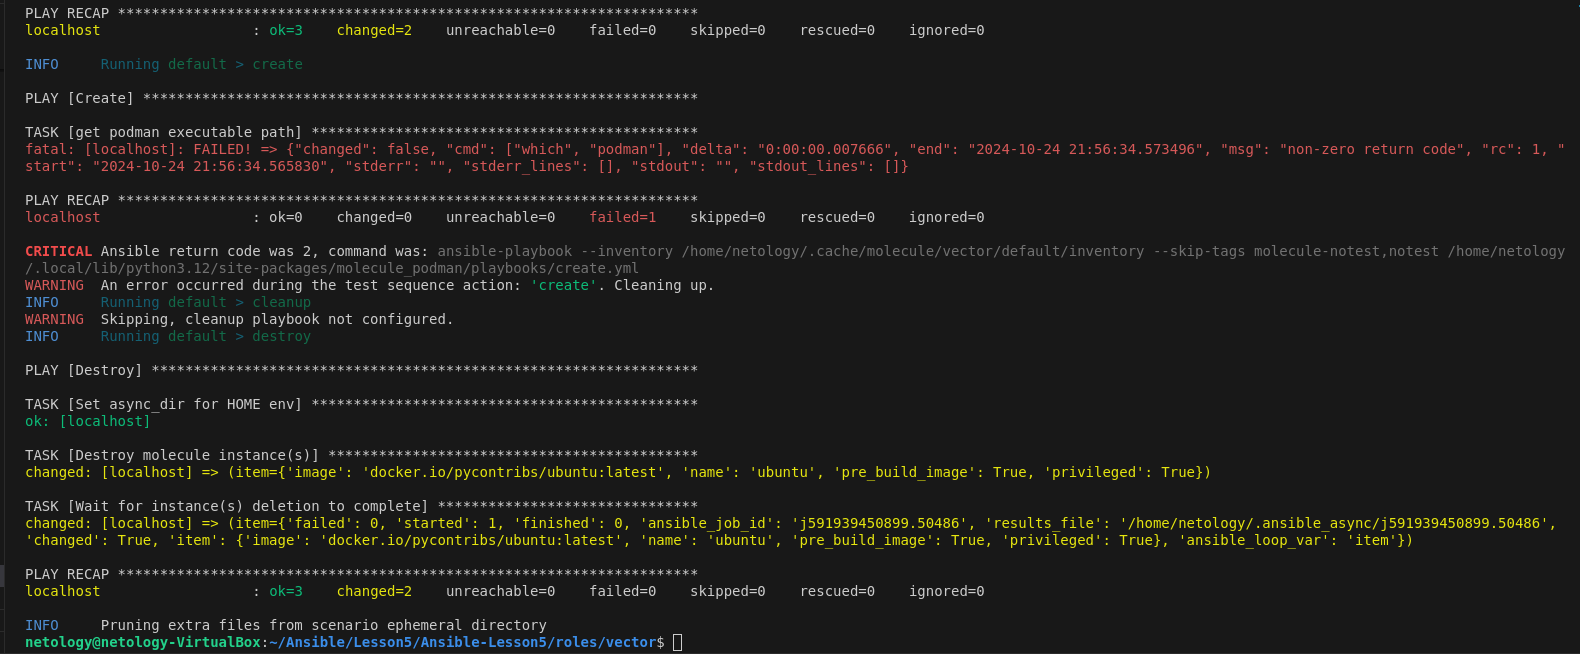 PLAY RECAP *********************************************************************
localhost                  : ok=3    changed=2    unreachable=0    failed=0    skipped=0    rescued=0    ignored=0
INFO     Running default > create
PLAY [Create] ******************************************************************
TASK [get podman executable path] **********************************************
fatal: [localhost]: FAILED! => {"changed": false, "cmd": ["which", "podman"], "delta": "0:00:00.007666", "end": "2024-10-24 21:56:34.573496", "msg": "non-zero return code", "rc": 1, "
start": "2024-10-24 21:56:34.565830", "stderr": "", "stderr_lines": [], "stdout": "", "stdout_lines": []}
PLAY RECAP *********************************************************************
localhost                  : ok=0    changed=0    unreachable=0    failed=1    skipped=0    rescued=0    ignored=0
CRITICAL Ansible return code was 2, command was: ansible-playbook --inventory /home/netology/.cache/molecule/vector/default/inventory --skip-tags molecule-notest,notest /home/netology
/.local/lib/python3.12/site-packages/molecule_podman/playbooks/create.yml
WARNING  An error occurred during the test sequence action: 'create'. Cleaning up.
INFO     Running default > cleanup
WARNING  Skipping, cleanup playbook not configured.
INFO     Running default > destroy
PLAY [Destroy] *****************************************************************
TASK [Set async_dir for HOME env] **********************************************
ok: [localhost]
TASK [Destroy molecule instance(s)] ********************************************
changed: [localhost] => (item={'image': 'docker.io/pycontribs/ubuntu:latest', 'name': 'ubuntu', 'pre_build_image': True, 'privileged': True})
TASK [Wait for instance(s) deletion to complete] *******************************
changed: [localhost] => (item={'failed': 0, 'started': 1, 'finished': 0, 'ansible_job_id': 'j591939450899.50486', 'results_file': '/home/netology/.ansible_async/j591939450899.50486',
'changed': True, 'item': {'image': 'docker.io/pycontribs/ubuntu:latest', 'name': 'ubuntu', 'pre_build_image': True, 'privileged': True}, 'ansible_loop_var': 'item'})
PLAY RECAP *********************************************************************
localhost                  : ok=3    changed=2    unreachable=0    failed=0    skipped=0    rescued=0    ignored=0
INFO     Pruning extra files from scenario ephemeral directory
netology@netology-VirtualBox:~/Ansible/Lesson5/Ansible-Lesson5/roles/vector$